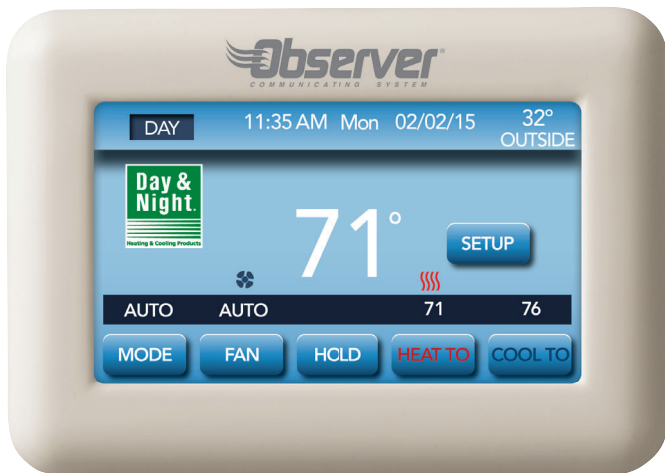 Observer®
COMMUNICATING SYSTEM
DAY 11:35 AM Mon 02/02/15 32°
OUTSIDE
Day &
Night.
Heating & Cooling Products
71°
SETUP
AUTO AUTO 71 76
MODE FAN HOLD HEAT TO COOL TO